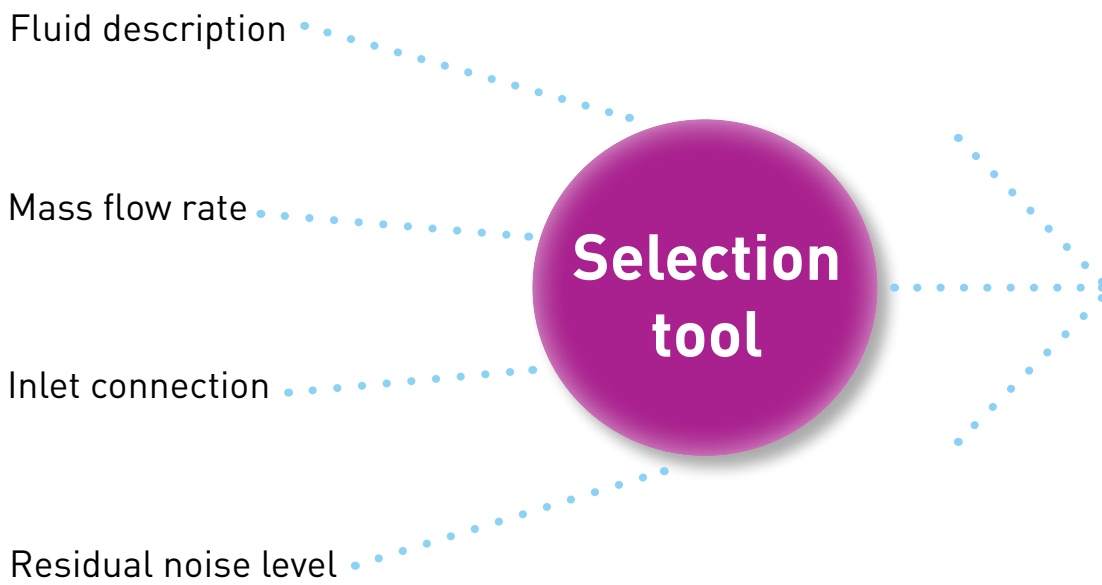 Fluid description
Mass flow rate
Selection
tool
Inlet connection
Residual noise level